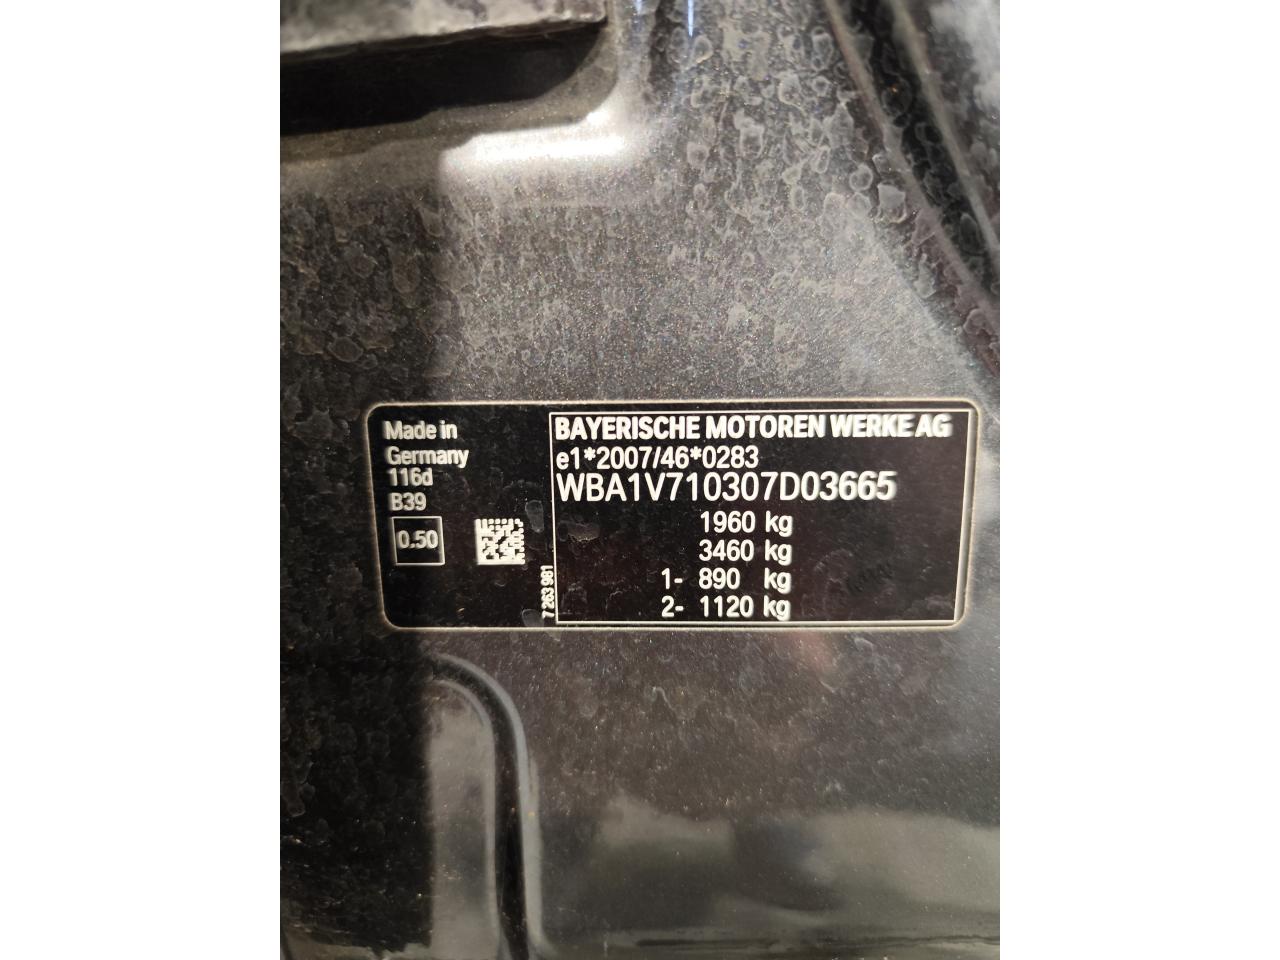 Made in
Germany
116d
B39
0.50
7 263 981
BAYERISCHE MOTOREN WERKE AG
e1*2007/46*0283
WBA1V710307D03665
1960 kg
3460 kg
1- 890 kg
2- 1120 kg